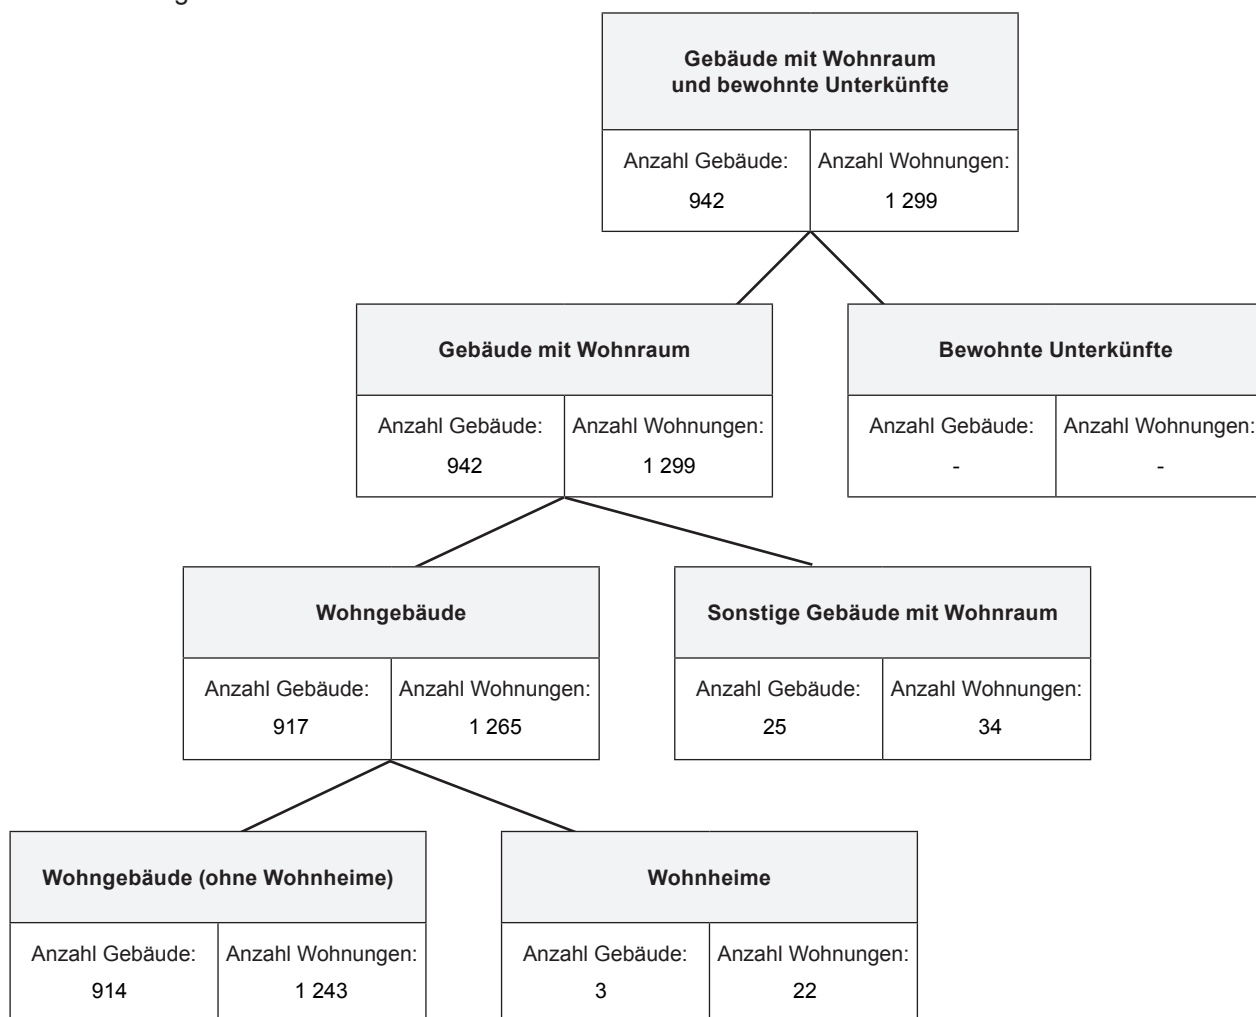 Gebäude mit Wohnraum
und bewohnte Unterkünfte
Anzahl Gebäude: Anzahl Wohnungen:
942 1 299
Gebäude mit Wohnraum Bewohnte Unterkünfte
Anzahl Gebäude: Anzahl Wohnungen: Anzahl Gebäude: Anzahl Wohnungen:
942 1 299 - -
Wohngebäude Sonstige Gebäude mit Wohnraum
Anzahl Gebäude: Anzahl Wohnungen: Anzahl Gebäude: Anzahl Wohnungen:
917 1 265 25 34
Wohngebäude (ohne Wohnheime) Wohnheime
Anzahl Gebäude: Anzahl Wohnungen: Anzahl Gebäude: Anzahl Wohnungen:
914 1 243 3 22